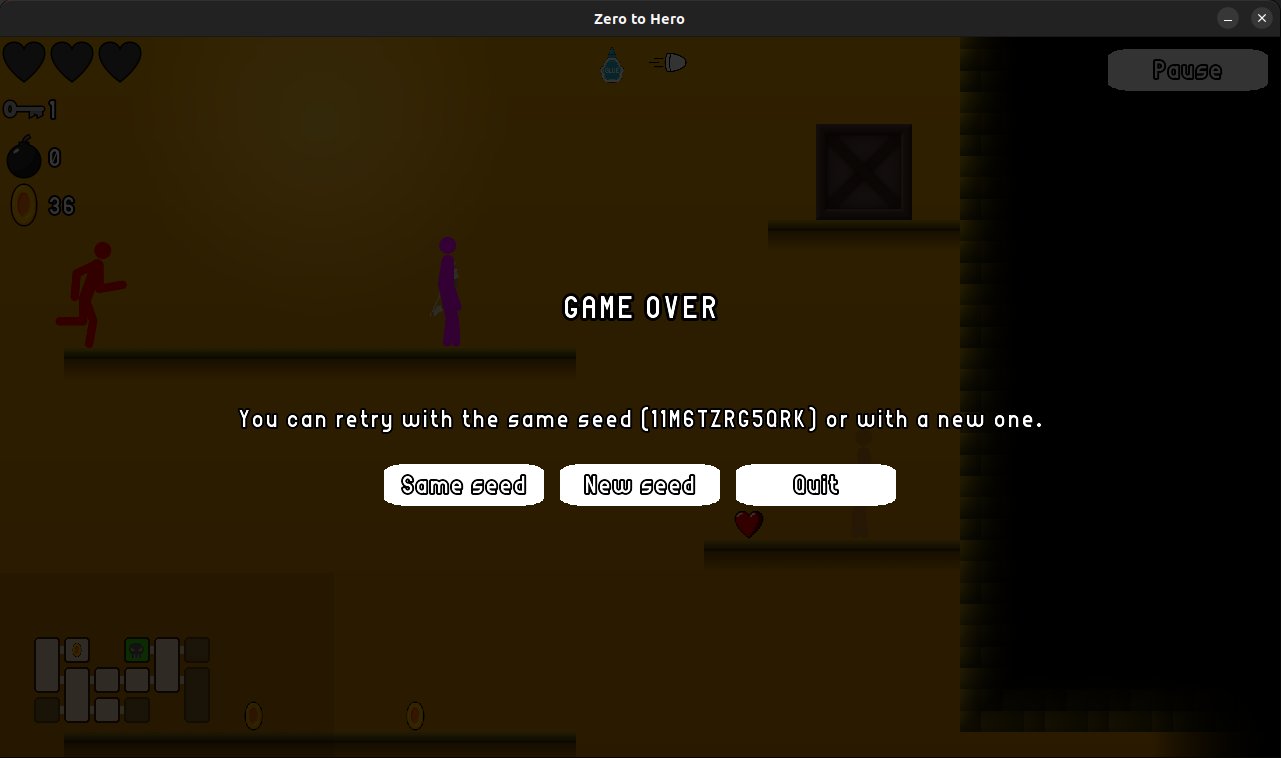 Zero to Hero
Pause
1
0
36
GAME OVER
You can retry with the same seed (11M6TZRG5QRK) or with a new one.
Same seed
New seed
Quit